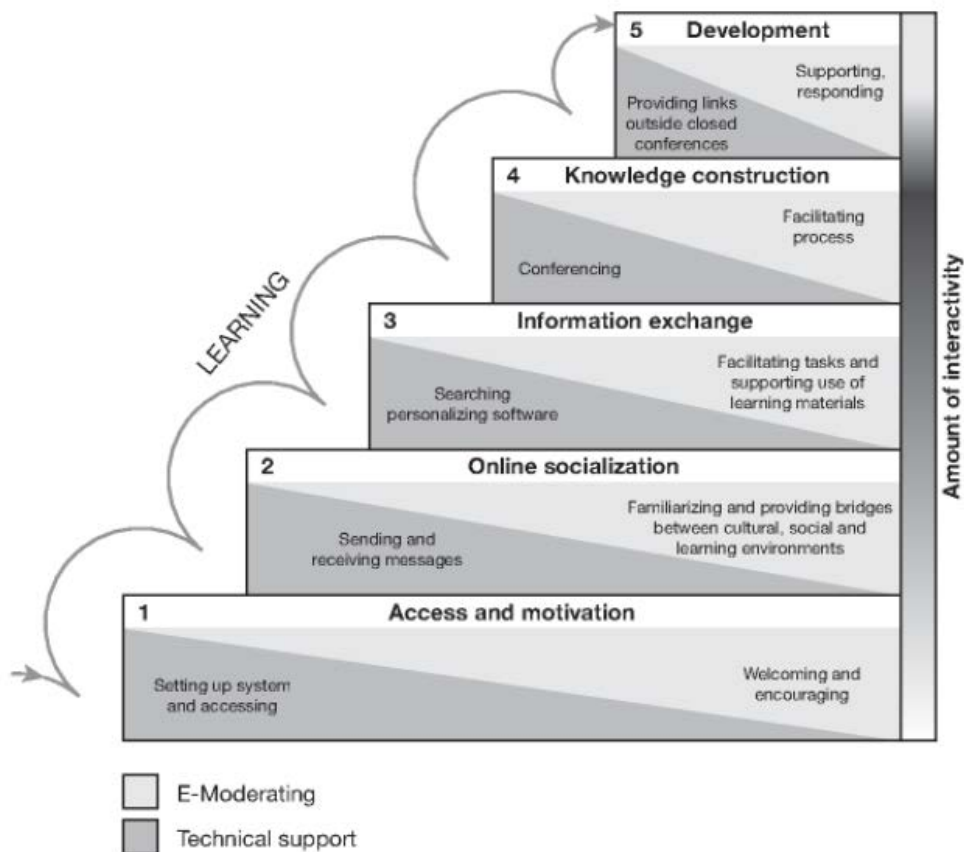 5 Development
Supporting,
responding
Providing links
outside closed
conferences
4 Knowledge construction
Facilitating
process
Conferencing
3 Information exchange
Facilitating tasks and
supporting use of
learning materials
Searching
personalizing software
2 Online socialization
Familiarizing and providing bridges
between cultural, social and
learning environments
Sending and
receiving messages
1 Access and motivation
Welcoming and
encouraging
Setting up system
and accessing
LEARNING
Amount of interactivity
E-Moderating
Technical support